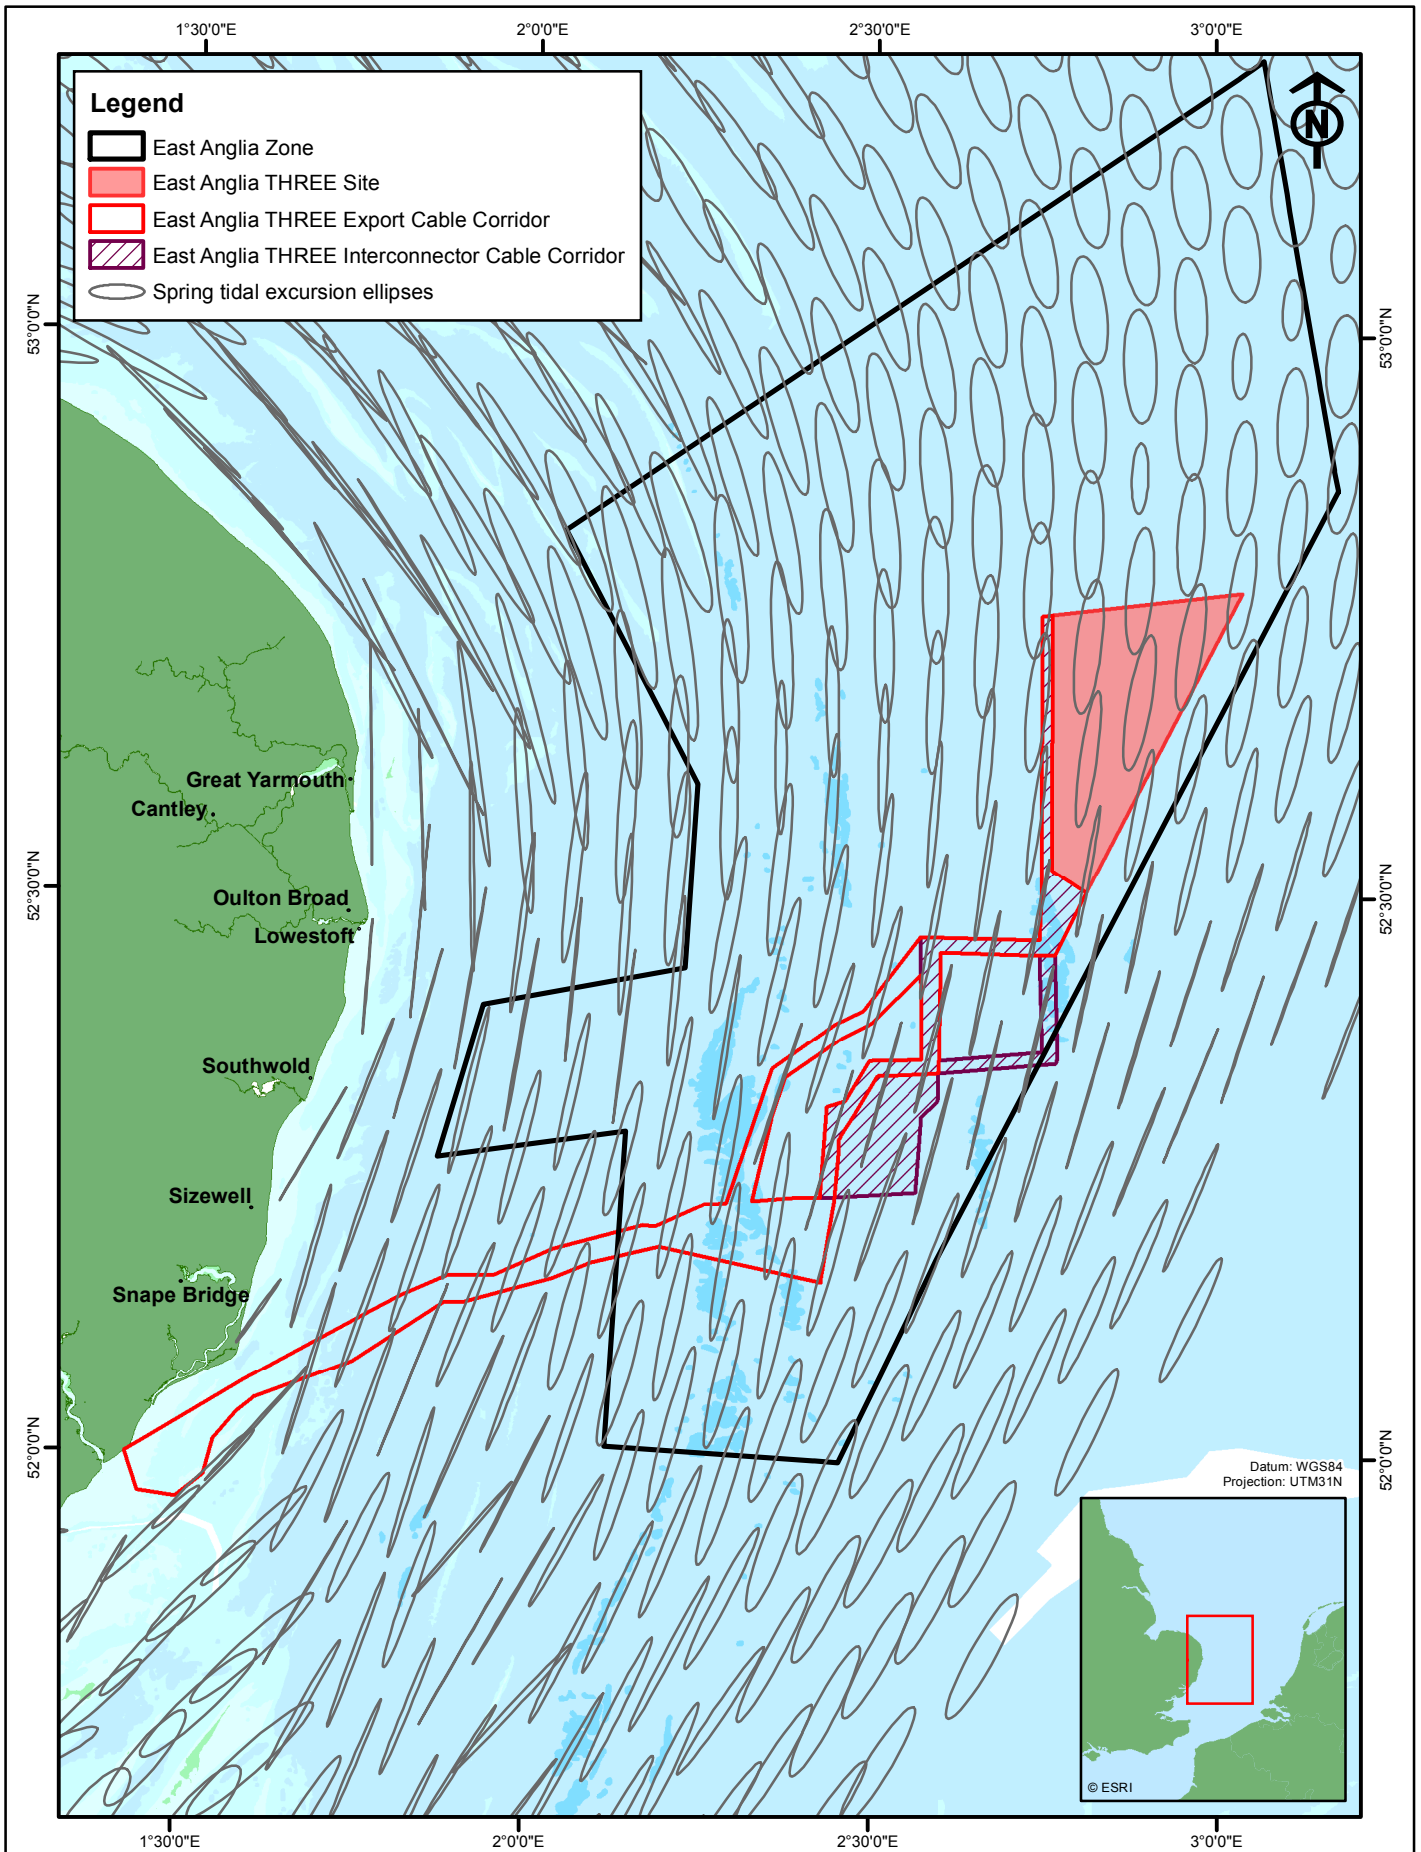 1°30'0"E 2°0'0"E 2°30'0"E 3°0'0"E
Legend
East Anglia Zone
East Anglia THREE Site
East Anglia THREE Export Cable Corridor
East Anglia THREE Interconnector Cable Corridor
Spring tidal excursion ellipses
N
53°0'0"N
53°0'0"N
Great Yarmouth
Cantley
52°30'0"N
52°30'0"N
Oulton Broad
Lowestoft
Southwold
Sizewell
Snape Bridge
52°0'0"N
52°0'0"N
Datum: WGS84
Projection: UTM31N
© ESRI
1°30'0"E 2°0'0"E 2°30'0"E 3°0'0"E